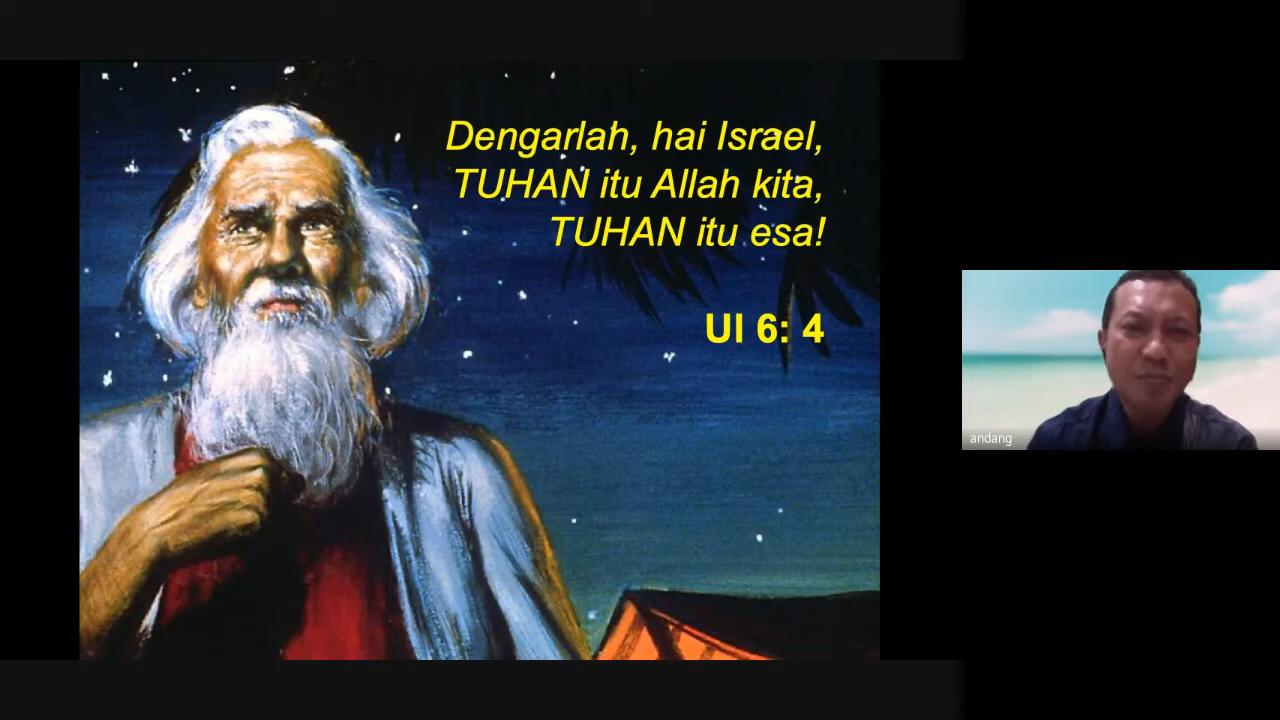 Dengarlah, hai Israel,
TUHAN itu Allah kita,
TUHAN itu esa!
Ul 6: 4
andang